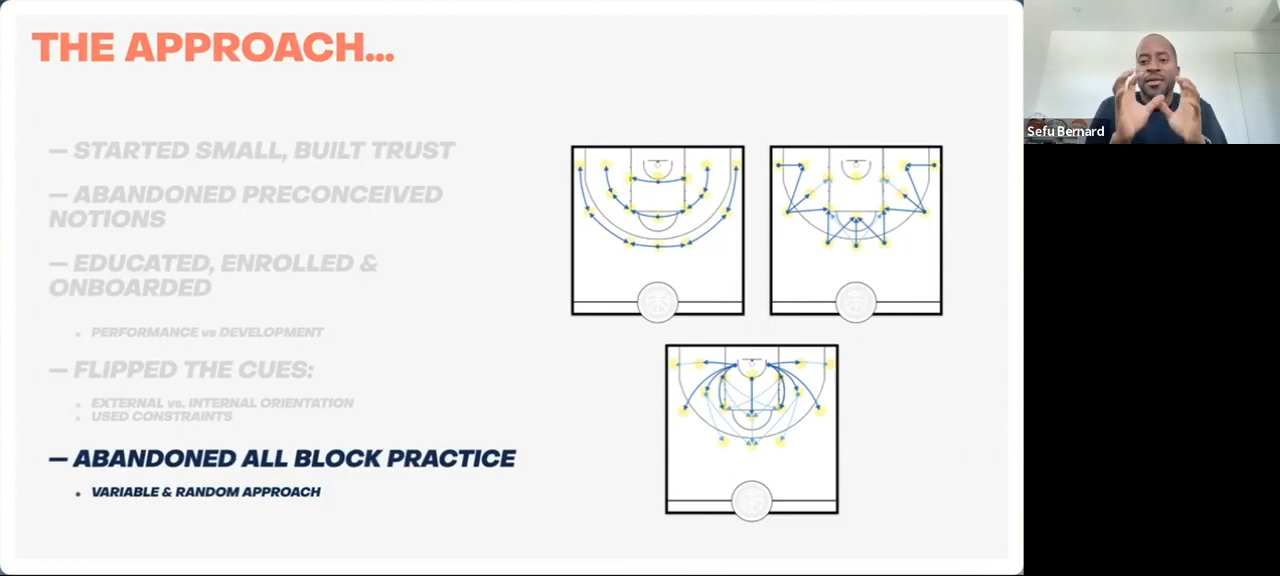 THE APPROACH...
Sefu Bernard
— STARTED SMALL, BUILT TRUST
— ABANDONED PRECONCEIVED
NOTIONS
— EDUCATED, ENROLLED &
ONBOARDED
• PERFORMANCE vs DEVELOPMENT
— FLIPPED THE CUES:
• EXTERNAL vs. INTERNAL ORIENTATION
• USED CONSTRAINTS
— ABANDONED ALL BLOCK PRACTICE
• VARIABLE & RANDOM APPROACH